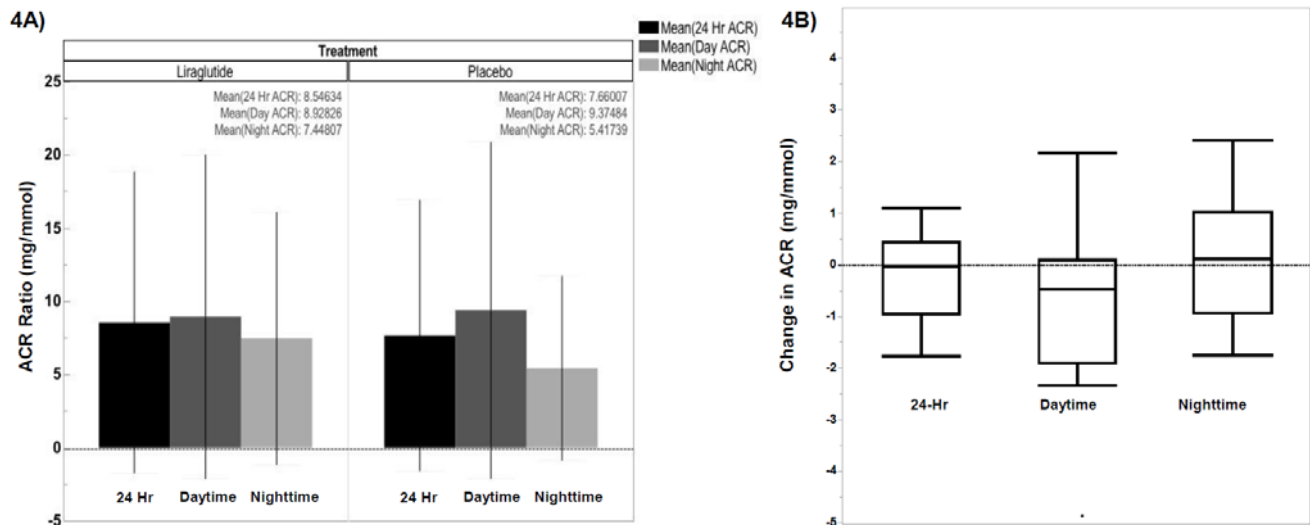 4A)
Mean(24 Hr ACR)
Mean(Day ACR)
Mean(Night ACR)
Treatment
Liraglutide Placebo
Mean(24 Hr ACR): 8.54634
Mean(Day ACR): 8.92826
Mean(Night ACR): 7.44807
Mean(24 Hr ACR): 7.66007
Mean(Day ACR): 9.37484
Mean(Night ACR): 5.41739
ACR Ratio (mg/mmol)
25
20
15
10
5
0
-5
24 Hr Daytime Nighttime 24 Hr Daytime Nighttime
4B)
Change in ACR (mg/mmol)
4
3
2
1
0
-1
-2
-3
-4
-5
24-Hr Daytime Nighttime